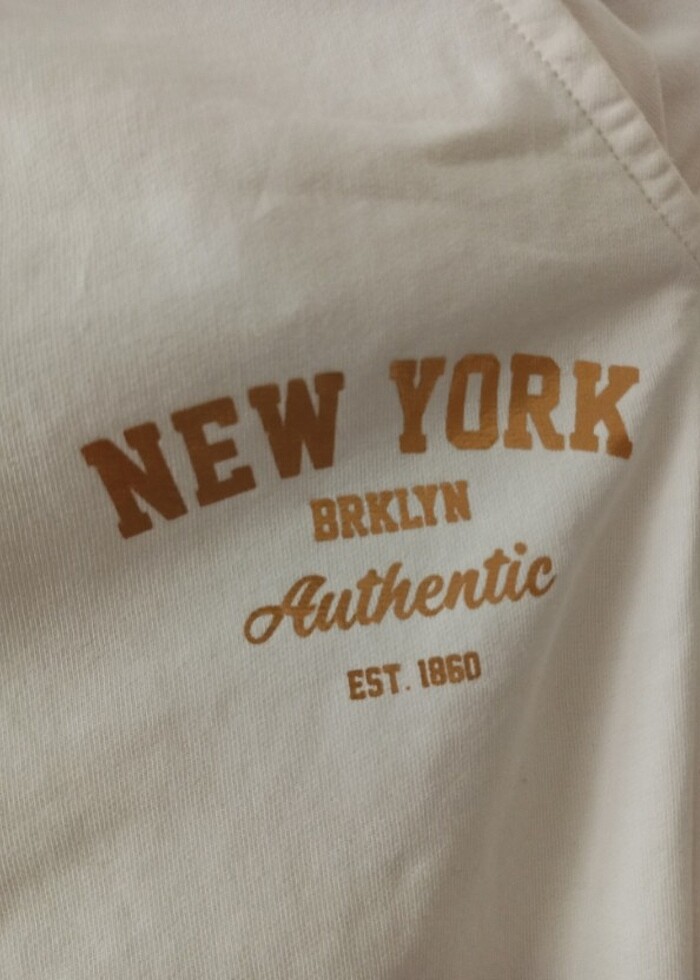 NEW YORK
BRKLYN
Authentic
EST. 1860